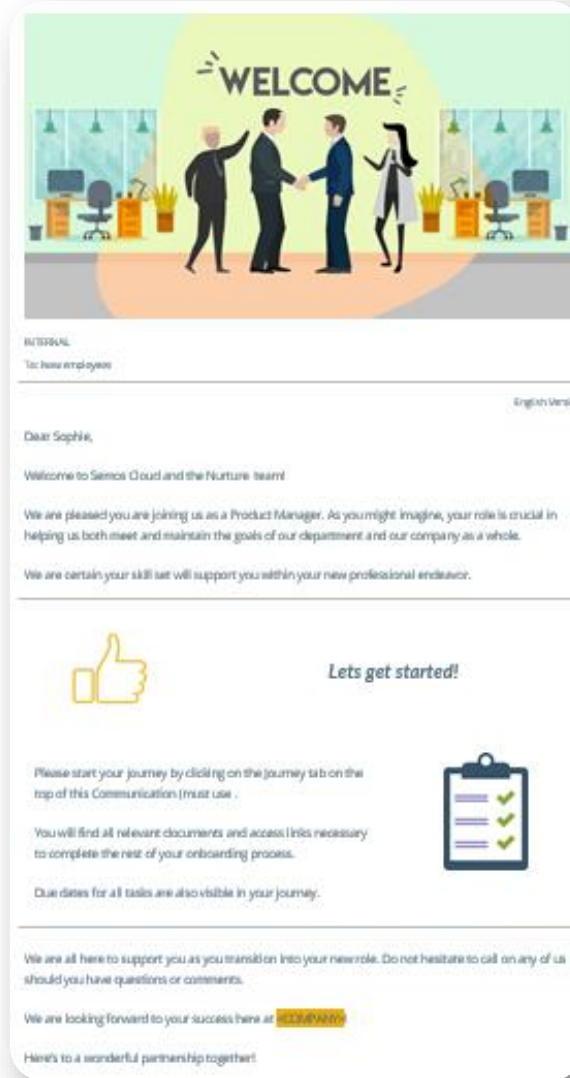 WELCOME
INTERNAL
To: New employees
English Versi
Dear Sophie,
Welcome to Semos Cloud and the Nurture team!
We are pleased you are joining us as a Product Manager. As you might imagine, your role is crucial in
helping us both meet and maintain the goals of our department and our company as a whole.
We are certain your skill set will support you within your new professional endeavor.
Lets get started!
Please start your journey by clicking on the Journey tab on the
top of this Communication (must use .
You will find all relevant documents and access links necessary
to complete the rest of your onboarding process.
Due dates for all tasks are also visible in your journey.
We are all here to support you as you transition into your new role. Do not hesitate to call on any of us
should you have questions or comments.
We are looking forward to your success here at <COMPANY>!
Here's to a wonderful partnership together!